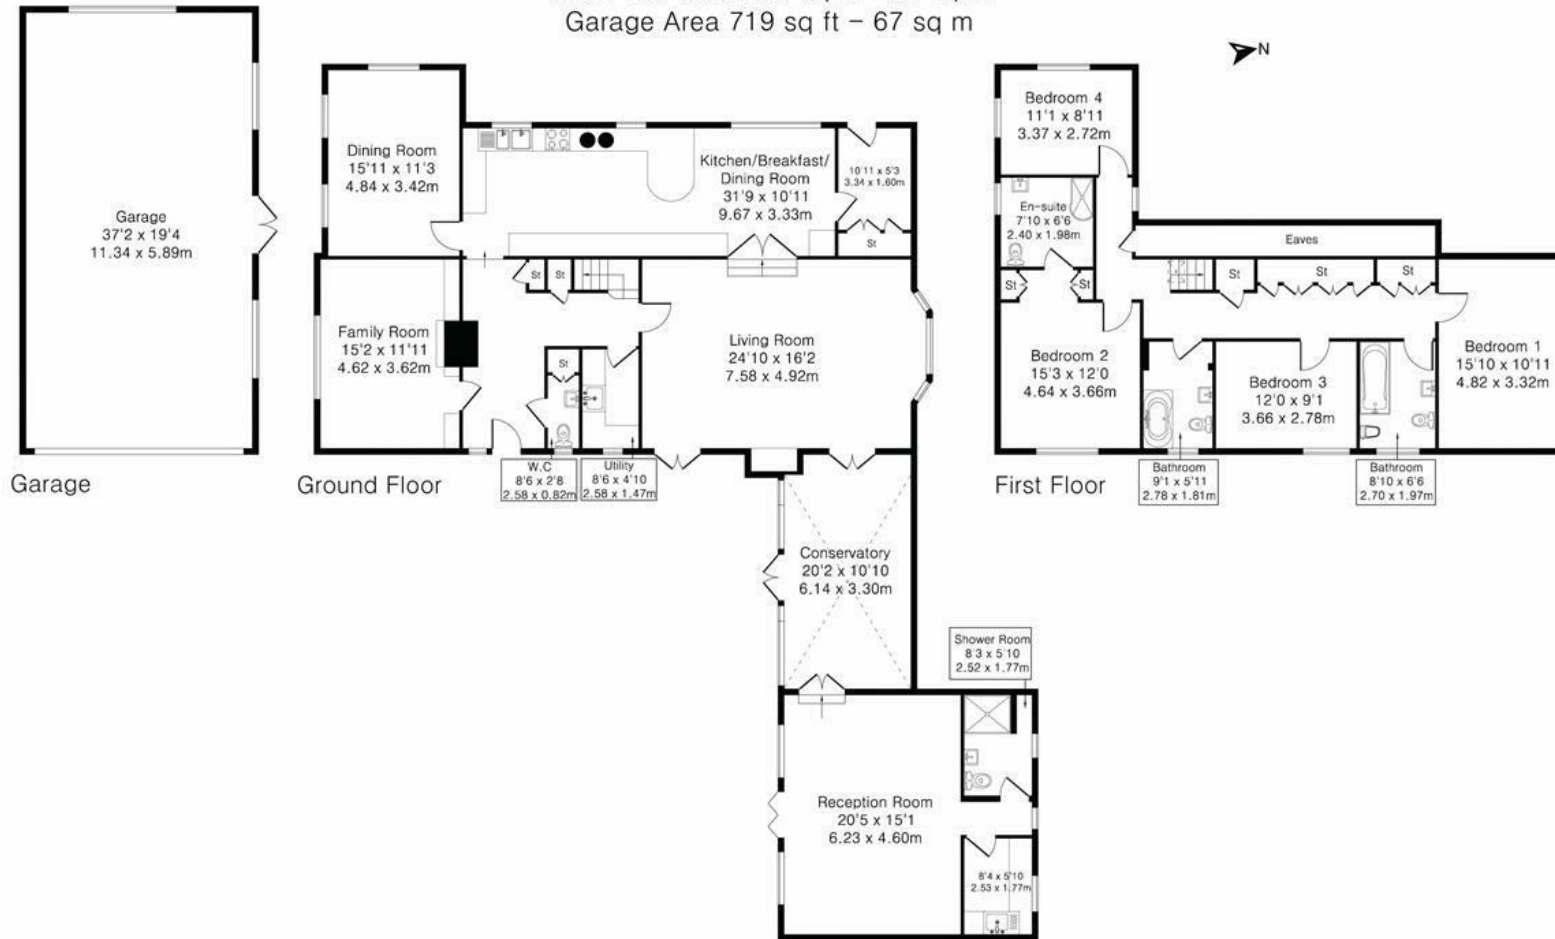 Garage Area 719 sq ft – 67 sq m
N
Garage
37'2 x 19'4
11.34 x 5.89m
Garage
Dining Room
15'11 x 11'3
4.84 x 3.42m
Kitchen/Breakfast/
Dining Room
31'9 x 10'11
9.67 x 3.33m
10'11 x 5'3
3.34 x 1.60m
St
St
St
Family Room
15'2 x 11'11
4.62 x 3.62m
Living Room
24'10 x 16'2
7.58 x 4.92m
St
W.C
8'6 x 2'8
2.58 x 0.82m
Utility
8'6 x 4'10
2.58 x 1.47m
Ground Floor
Conservatory
20'2 x 10'10
6.14 x 3.30m
Shower Room
8'3 x 5'10
2.52 x 1.77m
Reception Room
20'5 x 15'1
6.23 x 4.60m
8'4 x 5'10
2.53 x 1.77m
Bedroom 4
11'1 x 8'11
3.37 x 2.72m
En-suite
7'10 x 6'6
2.40 x 1.98m
Eaves
St
St
St
St
St
Bedroom 2
15'3 x 12'0
4.64 x 3.66m
Bedroom 3
12'0 x 9'1
3.66 x 2.78m
Bedroom 1
15'10 x 10'11
4.82 x 3.32m
Bathroom
9'1 x 5'11
2.78 x 1.81m
Bathroom
8'10 x 6'6
2.70 x 1.97m
First Floor